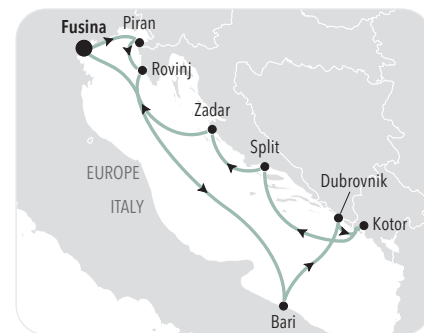 Fusina
Piran
Rovinj
Zadar
Split
EUROPE
Dubrovnik
ITALY
Kotor
Bari